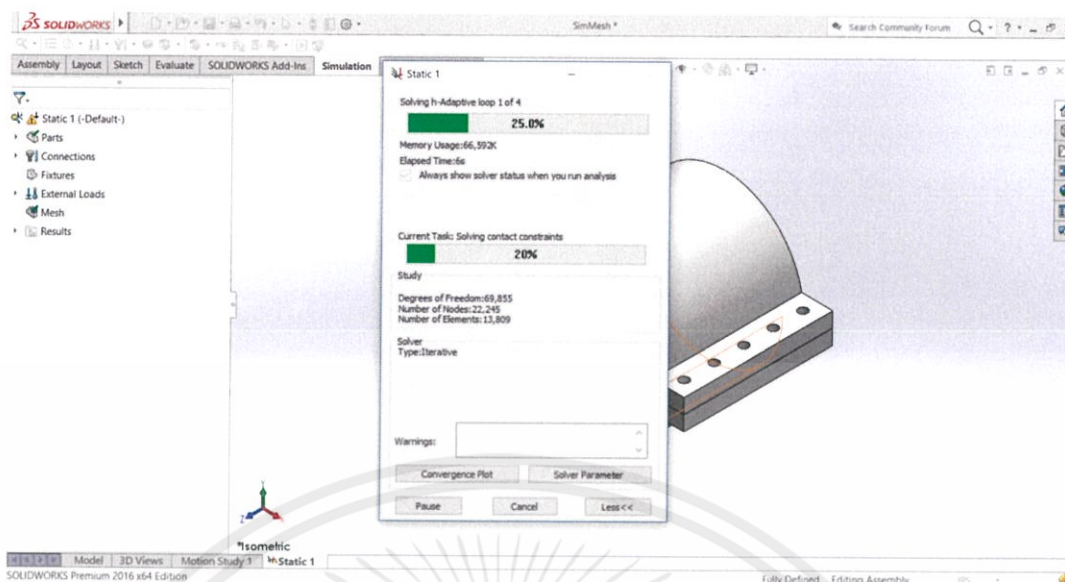 DS SOLIDWORKS
SimMesh *
Search Community Forum
?
Assembly Layout Sketch Evaluate SOLIDWORKS Add-Ins Simulation
Static 1 (-Default-)
Parts
Connections
Fixtures
External Loads
Mesh
Results
Static 1
Solving h-Adaptive loop 1 of 4
25.0%
Memory Usage:66,592K
Elapsed Time:6s
Always show solver status when you run analysis
Current Task: Solving contact constraints
20%
Study
Degrees of Freedom:69,855
Number of Nodes:22,245
Number of Elements:13,809
Solver
Type:Iterative
Warnings:
Convergence Plot Solver Parameter
Pause Cancel Less<<
Y
Z
*Isometric
Model 3D Views Motion Study 1 Static 1
SOLIDWORKS Premium 2016 x64 Edition
Fully Defined Editing Assembly